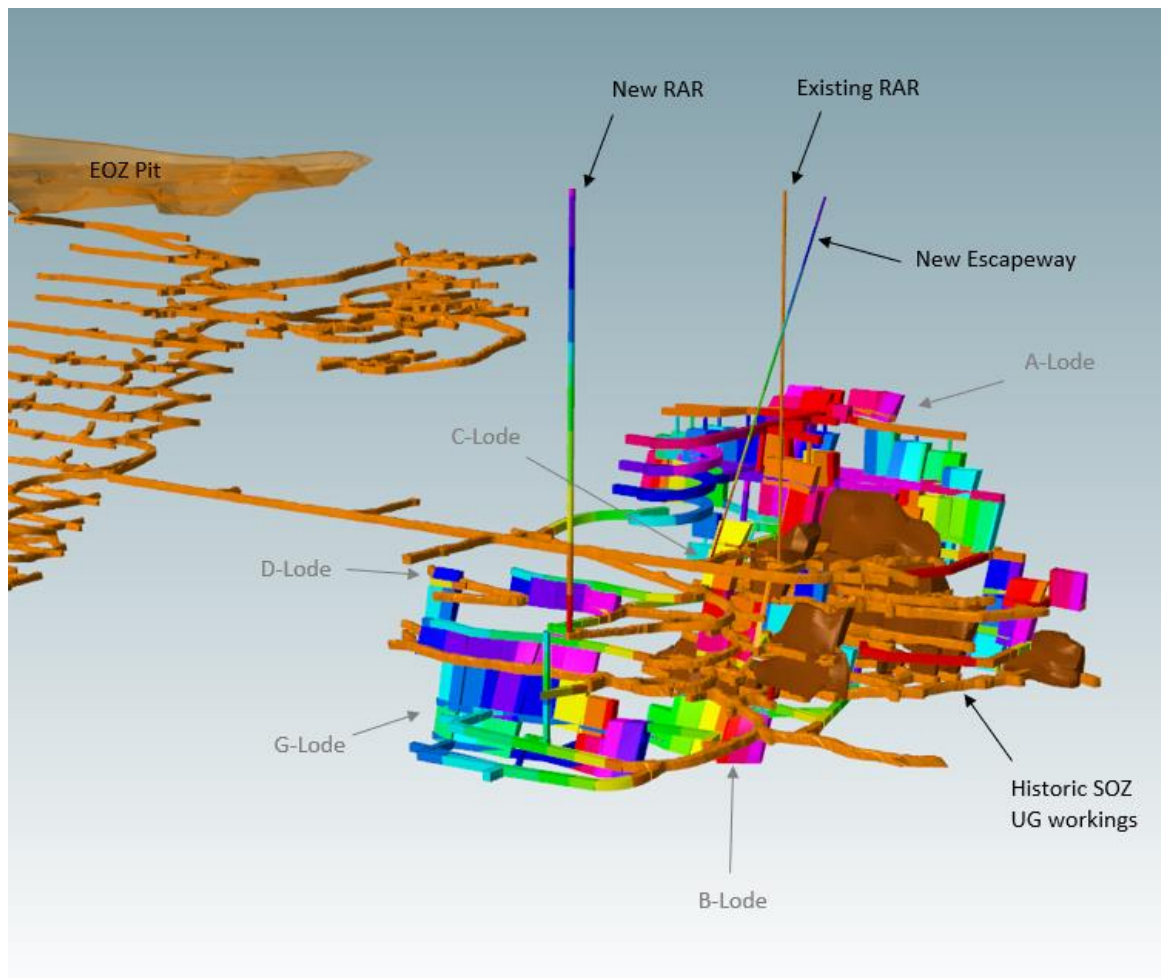 New RAR
Existing RAR
EOZ Pit
New Escapeway
A-Lode
C-Lode
D-Lode
G-Lode
Historic SOZ
UG workings
B-Lode